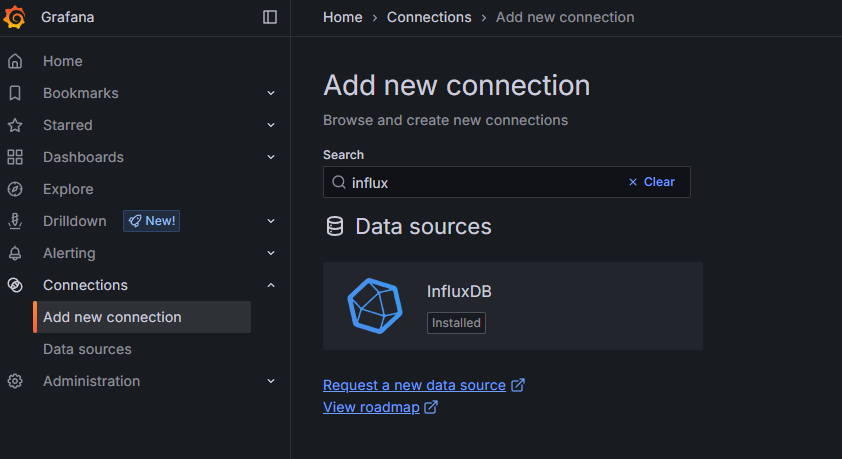 Grafana
Home
Bookmarks
Starred
Dashboards
Explore
Drilldown New!
Alerting
Connections
Add new connection
Data sources
Administration
Home › Connections › Add new connection
Add new connection
Browse and create new connections
Search
influx × Clear
Data sources
InfluxDB
Installed
Request a new data source
View roadmap